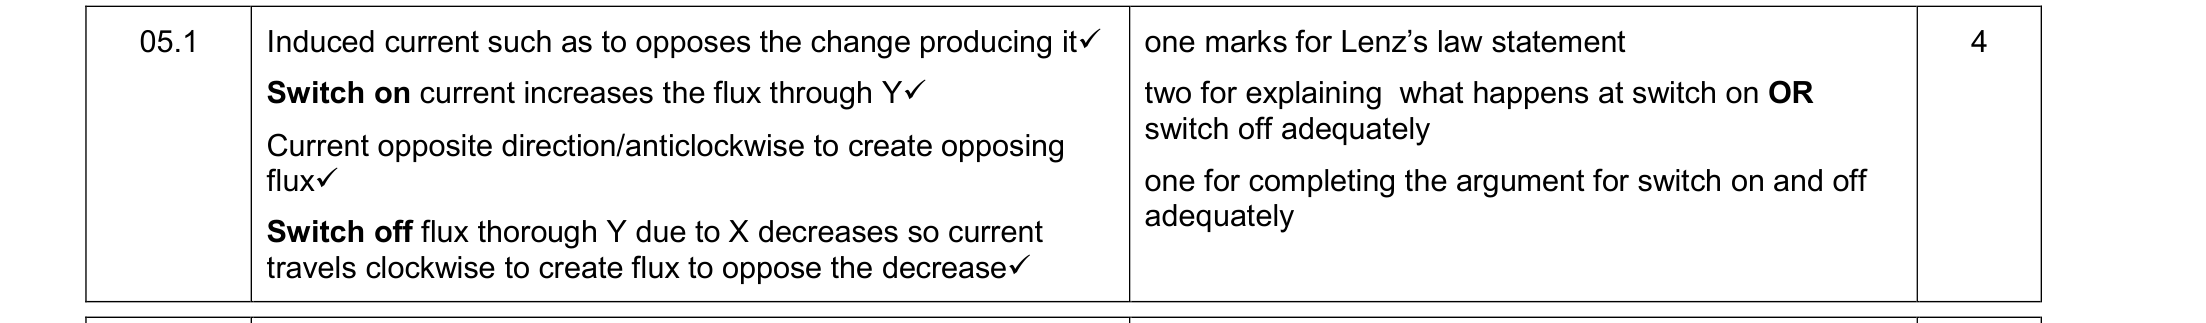 05.1
Induced current such as to opposes the change producing it✓
Switch on current increases the flux through Y✓
Current opposite direction/anticlockwise to create opposing
flux✓
Switch off flux thorough Y due to X decreases so current
travels clockwise to create flux to oppose the decrease✓
one marks for Lenz’s law statement
two for explaining  what happens at switch on OR
switch off adequately
one for completing the argument for switch on and off
adequately
4